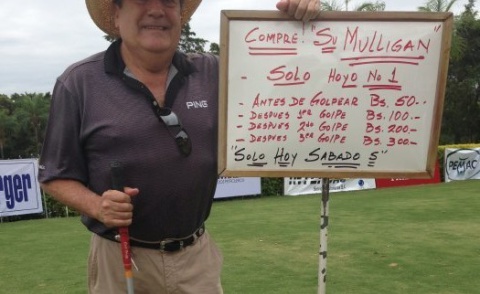 COMPRE: "SU MULLIGAN"
- SOLO HOYO No 1
- ANTES DE GOLPEAR Bs. 50.-
- DESPUES 1er GOLPE Bs. 100.-
- DESPUES 2do GOLPE Bs. 200.-
- DESPUES 3ro GOLPE Bs. 300.-
"SOLO HOY SABADO 5"
PING
rger